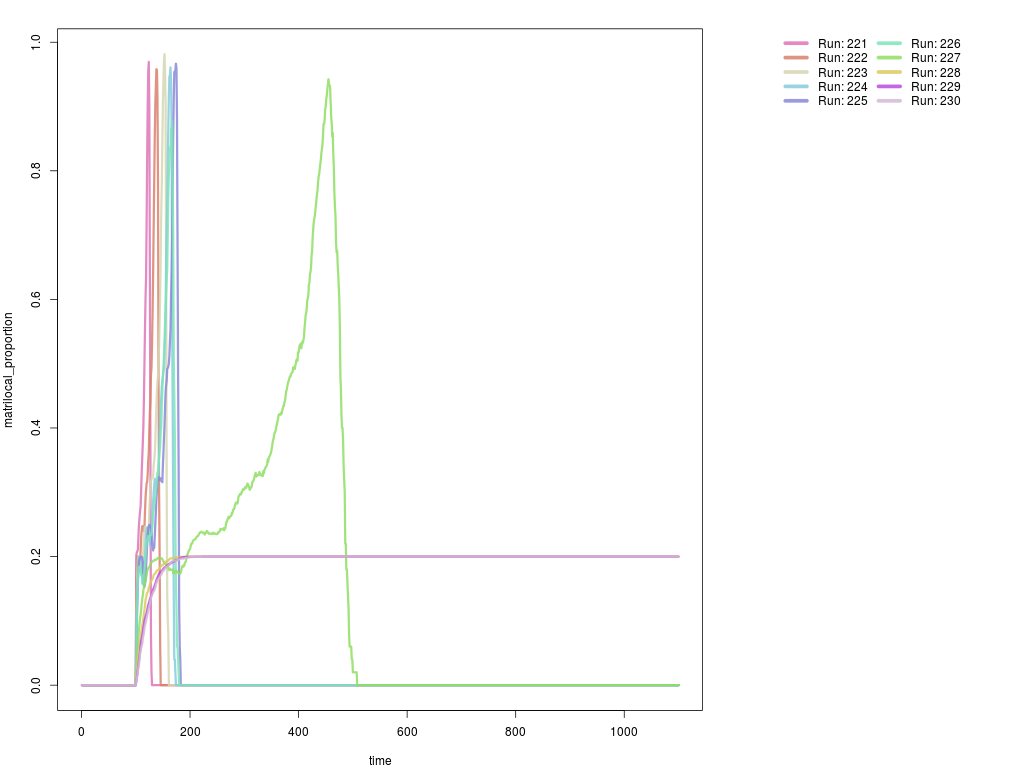 1.0
0.8
0.6
0.4
0.2
0.0
matrilocal_proportion
0 200 400 600 800 1000
time
Run: 221 Run: 226
Run: 222 Run: 227
Run: 223 Run: 228
Run: 224 Run: 229
Run: 225 Run: 230